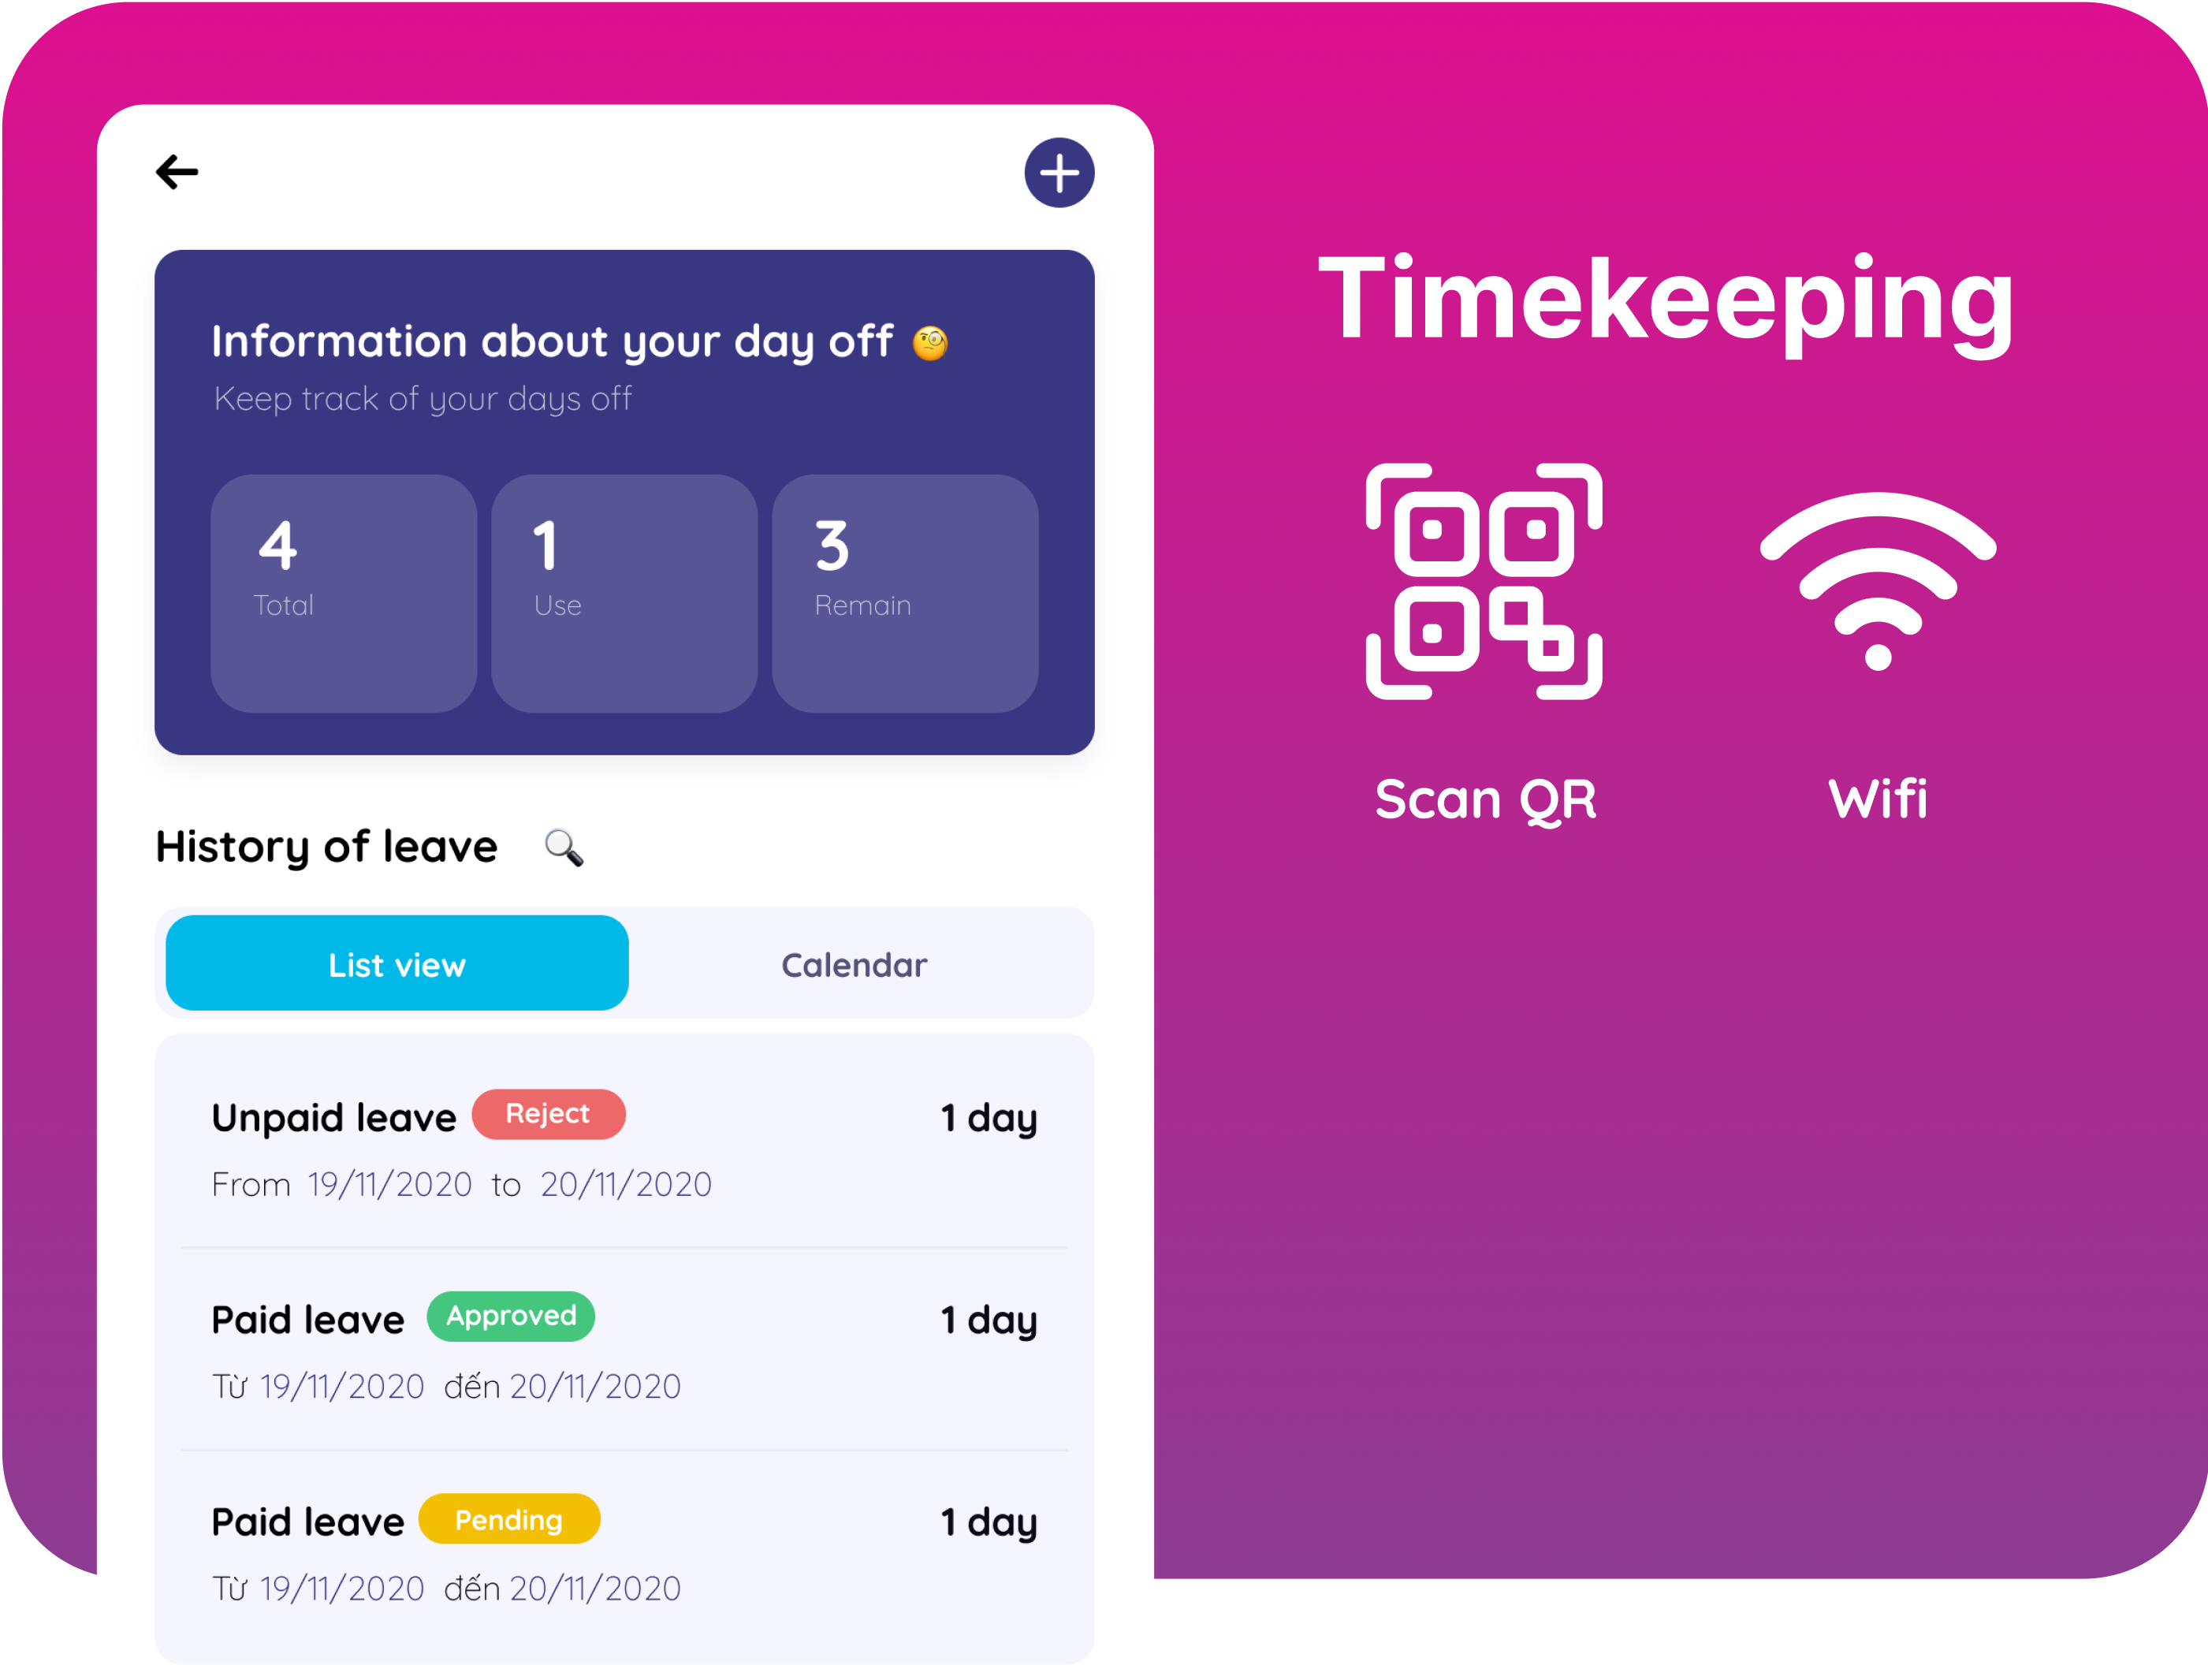 Information about your day off
Keep track of your days off
4
Total
1
Use
3
Remain
History of leave
List view
Calendar
Unpaid leave
Reject
1 day
From 19/11/2020 to 20/11/2020
Paid leave
Approved
1 day
Từ 19/11/2020 đến 20/11/2020
Paid leave
Pending
1 day
Từ 19/11/2020 đến 20/11/2020
Timekeeping
Scan QR
Wifi